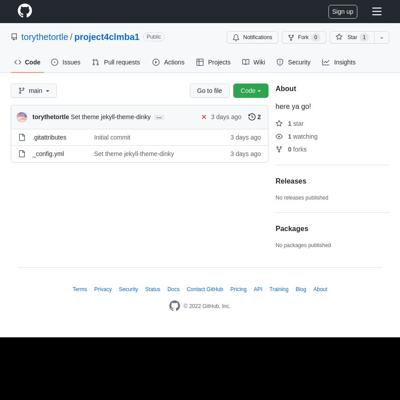 Sign up
torythetortle / project4clmba1 Public
Notifications Fork 0 Star 1
Code Issues Pull requests Actions Projects Wiki Security Insights
main Go to file Code
About
here ya go!
torythetortle Set theme jekyll-theme-dinky ... 3 days ago 2
.gitattributes Initial commit 3 days ago
_config.yml Set theme jekyll-theme-dinky 3 days ago
1 star
1 watching
0 forks
Releases
No releases published
Packages
No packages published
Terms Privacy Security Status Docs Contact GitHub Pricing API Training Blog About
© 2022 GitHub, Inc.